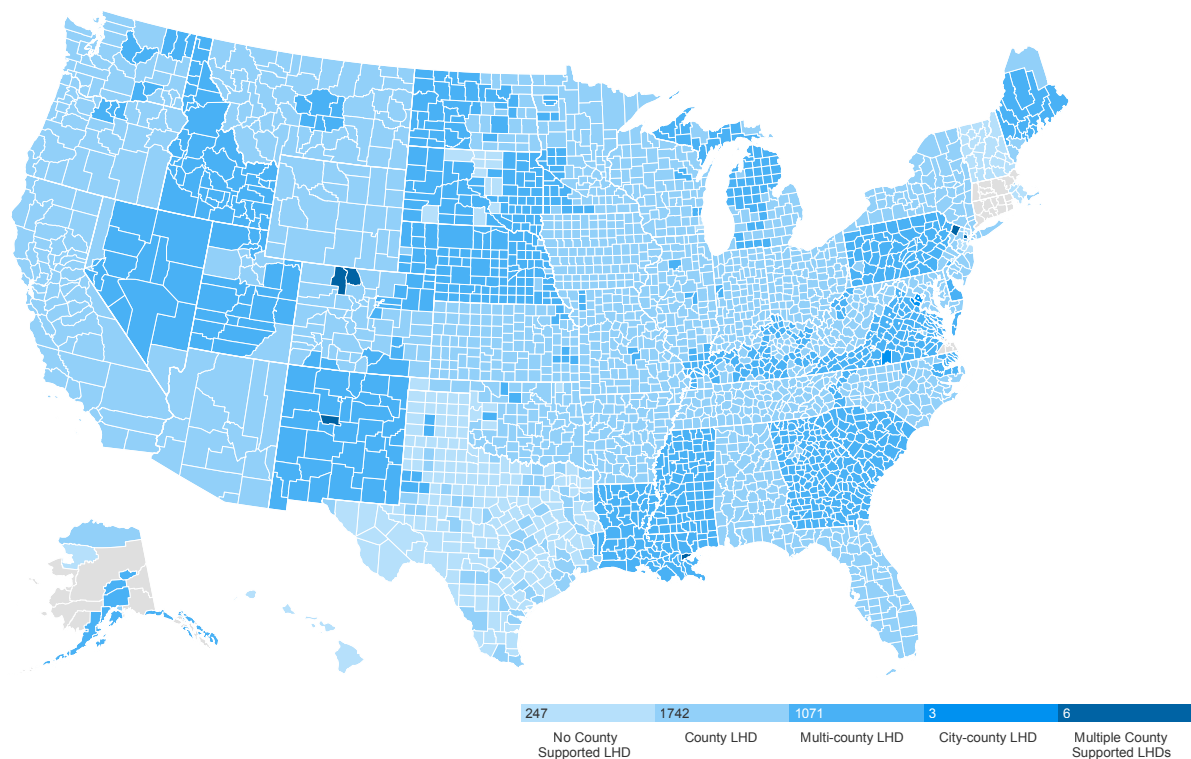 247 1742 1071 3 6
No County County LHD Multi-county LHD City-county LHD Multiple County
Supported LHD Supported LHDs